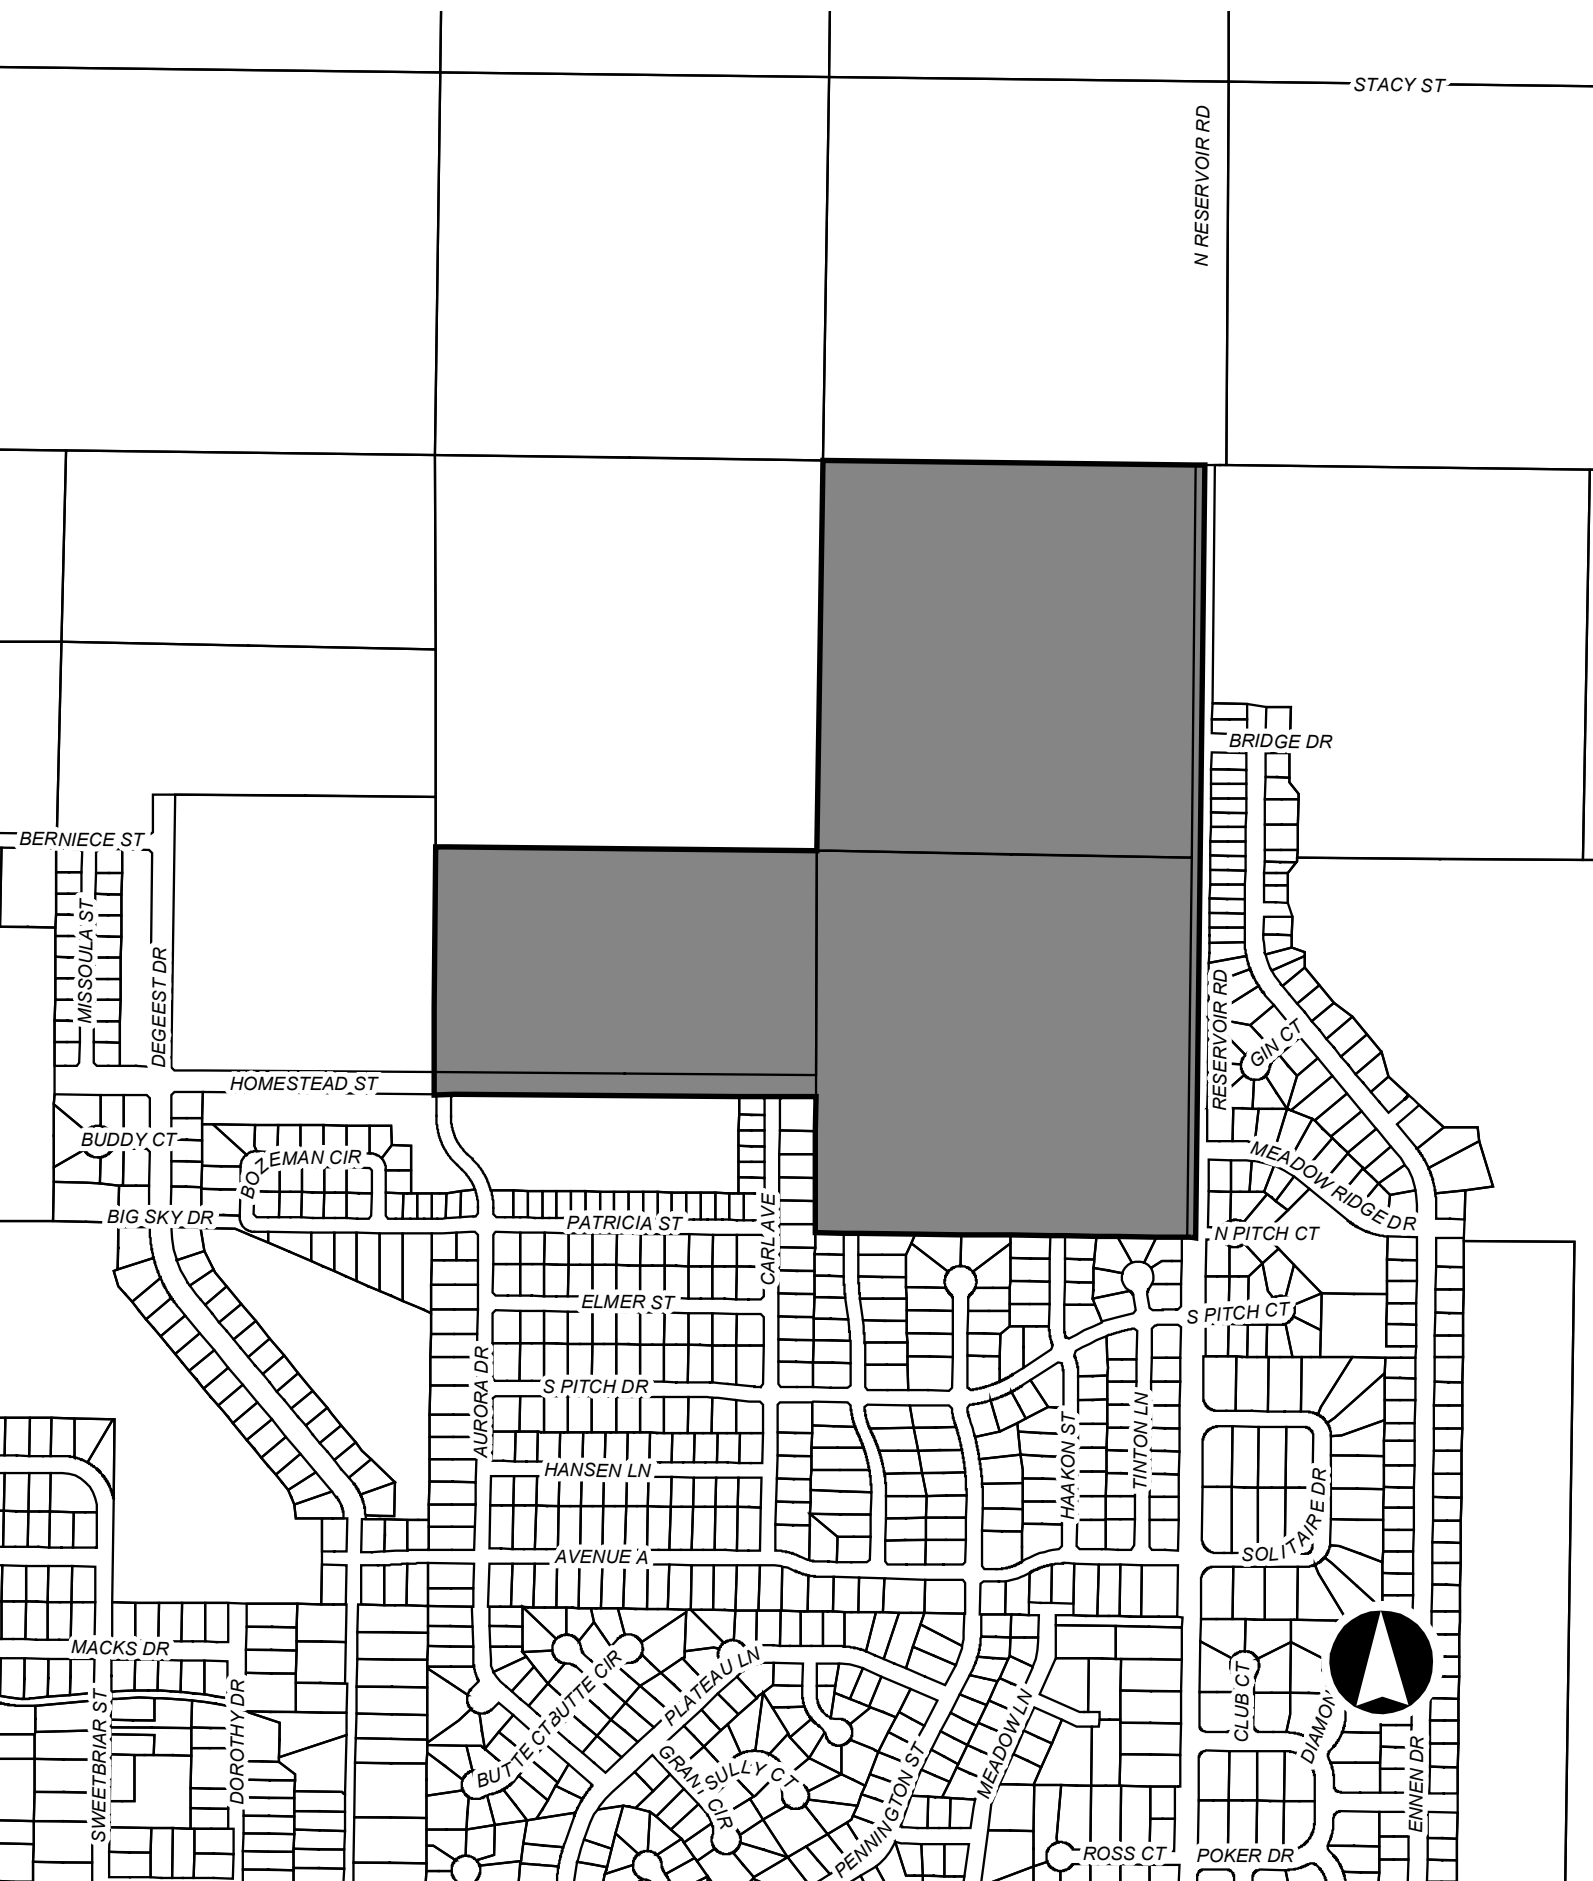 STACY ST
N RESERVOIR RD
BRIDGE DR
BERNIECE ST
MISSOULA ST
DEGEEST DR
RESERVOIR RD
GIN CT
HOMESTEAD ST
BUDDY CT
BOZEMAN CIR
MEADOW RIDGE DR
BIG SKY DR
PATRICIA ST
CARL AVE
N PITCH CT
ELMER ST
S PITCH CT
AURORA DR
S PITCH DR
HAAKON ST
TINTON LN
HANSEN LN
SOLITAIRE DR
AVENUE A
MACKS DR
SWEETBRIAR ST
DOROTHY DR
BUTTE CT
BUTTE CIR
PLATEAU LN
GRANT CIR
SULLY CT
PENNINGTON ST
MEADOW LN
CLUB CT
DIAMON
ENNEN DR
ROSS CT
POKER DR